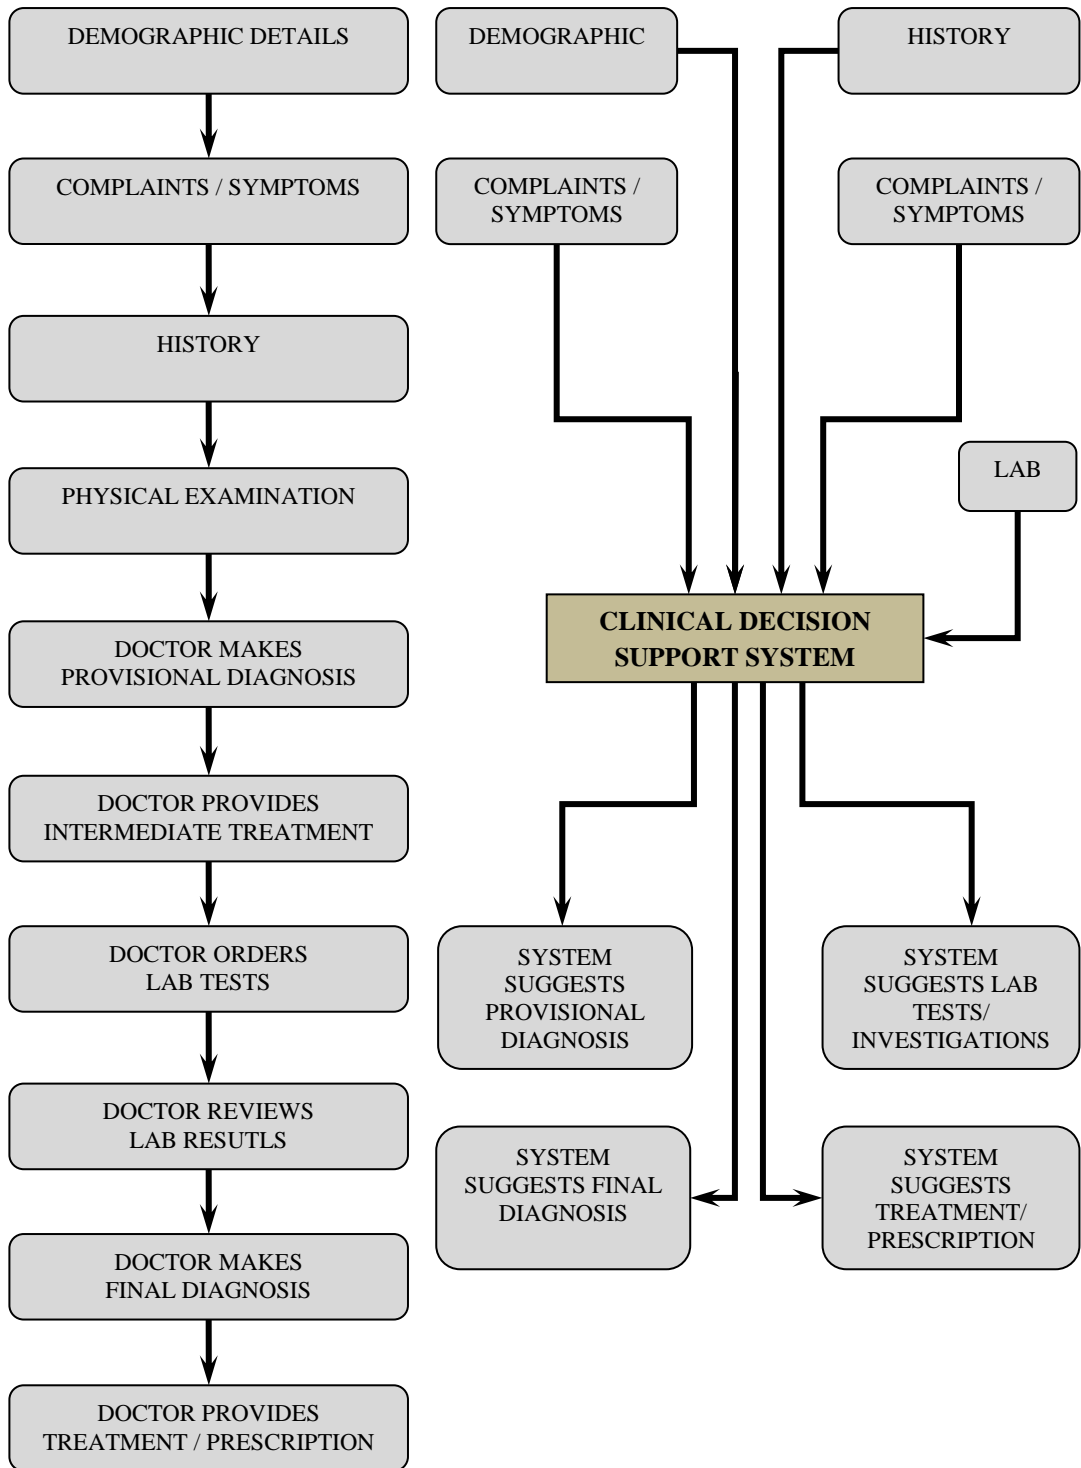 DEMOGRAPHIC DETAILS
COMPLAINTS / SYMPTOMS
HISTORY
PHYSICAL EXAMINATION
DOCTOR MAKES
PROVISIONAL DIAGNOSIS
DOCTOR PROVIDES
INTERMEDIATE TREATMENT
DOCTOR ORDERS
LAB TESTS
DOCTOR REVIEWS
LAB RESUTLS
DOCTOR MAKES
FINAL DIAGNOSIS
DOCTOR PROVIDES
TREATMENT / PRESCRIPTION
DEMOGRAPHIC
HISTORY
COMPLAINTS /
SYMPTOMS
COMPLAINTS /
SYMPTOMS
LAB
CLINICAL DECISION
SUPPORT SYSTEM
SYSTEM
SUGGESTS
PROVISIONAL
DIAGNOSIS
SYSTEM
SUGGESTS LAB
TESTS/
INVESTIGATIONS
SYSTEM
SUGGESTS FINAL
DIAGNOSIS
SYSTEM
SUGGESTS
TREATMENT/
PRESCRIPTION